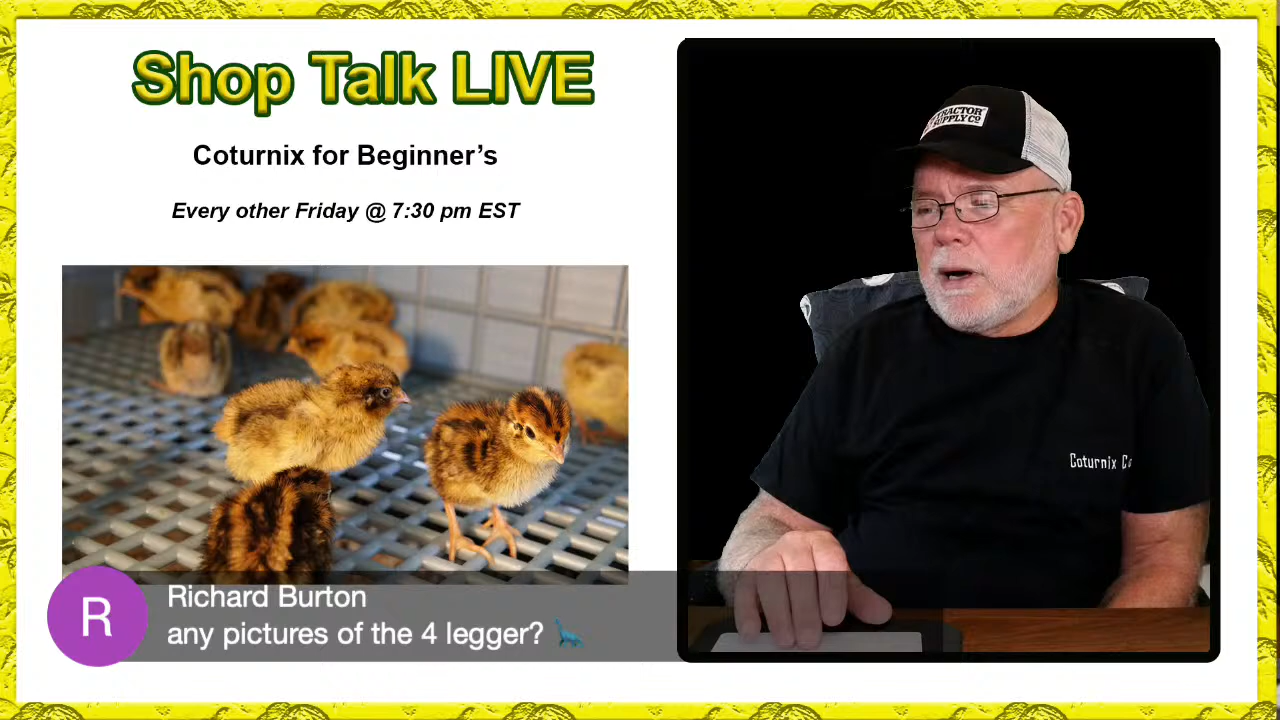 Shop Talk LIVE
Coturnix for Beginner’s
Every other Friday @ 7:30 pm EST
TRACTOR
SUPPLY CO
Coturnix Co
R
Richard Burton
any pictures of the 4 legger? 🦕